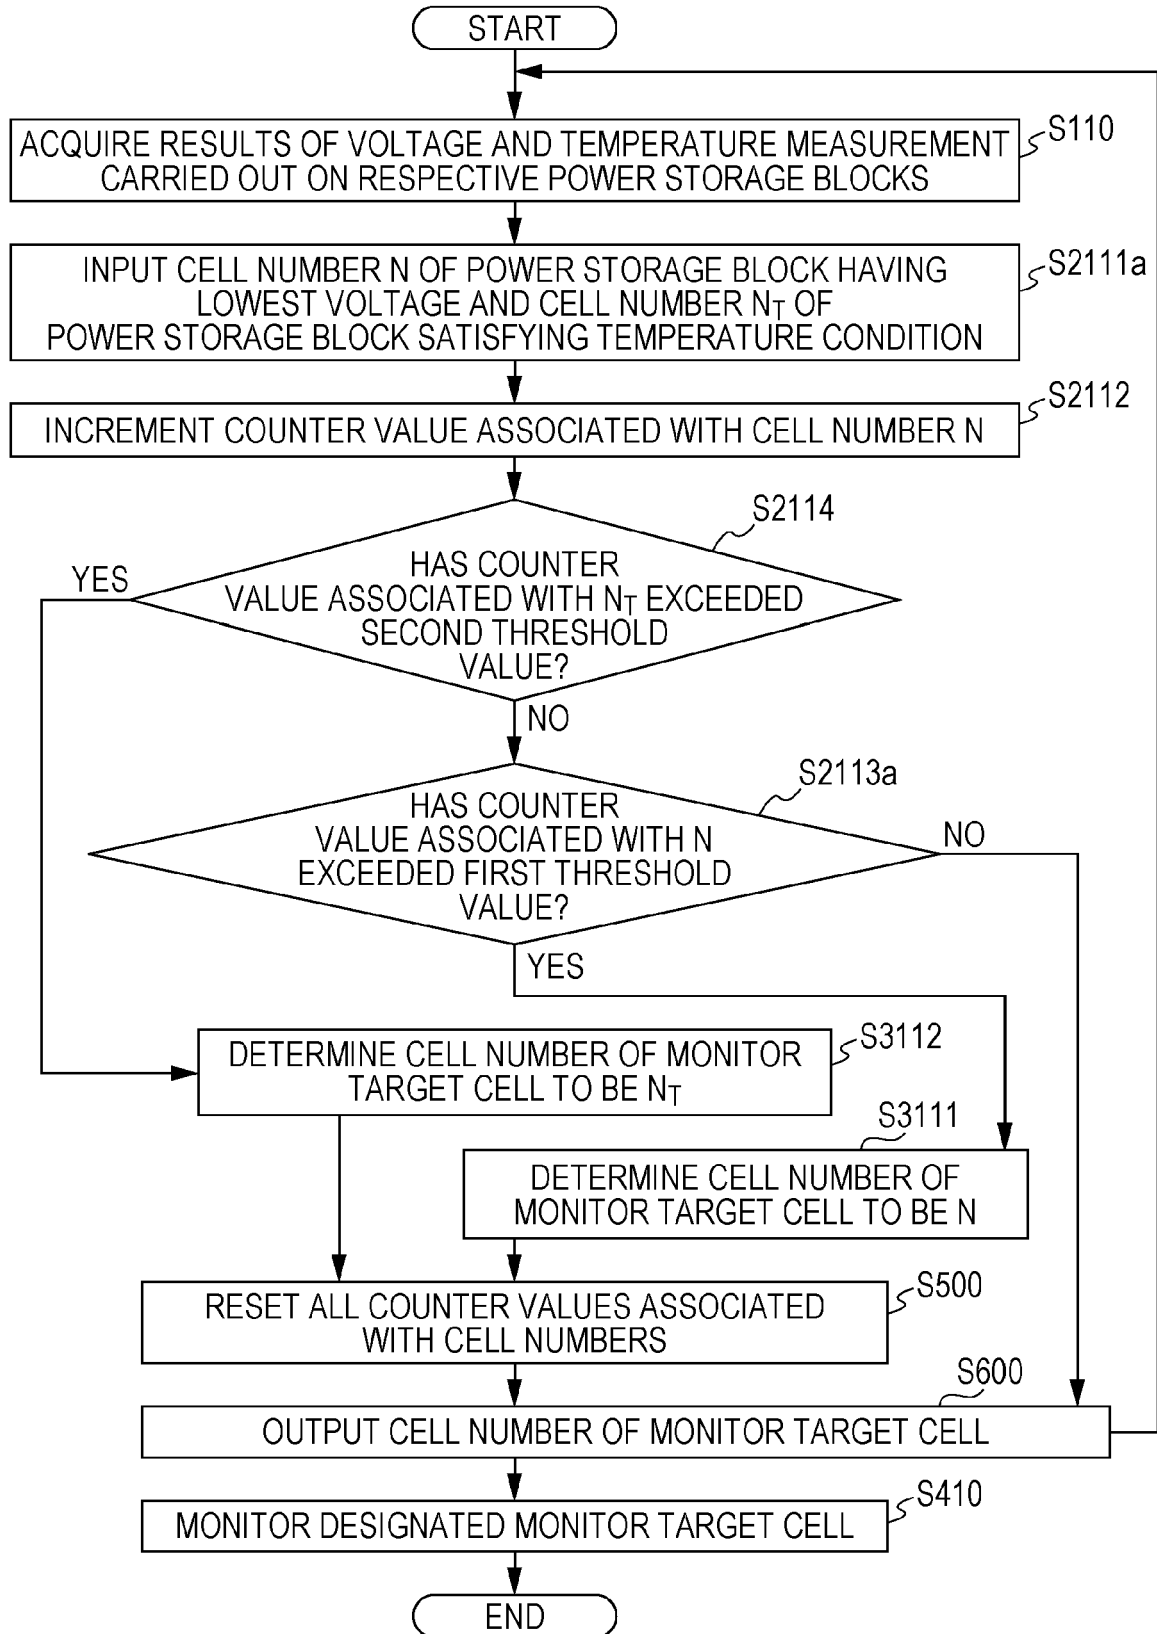 START
ACQUIRE RESULTS OF VOLTAGE AND TEMPERATURE MEASUREMENT
CARRIED OUT ON RESPECTIVE POWER STORAGE BLOCKS
S110
INPUT CELL NUMBER N OF POWER STORAGE BLOCK HAVING
LOWEST VOLTAGE AND CELL NUMBER NT OF
POWER STORAGE BLOCK SATISFYING TEMPERATURE CONDITION
S2111a
INCREMENT COUNTER VALUE ASSOCIATED WITH CELL NUMBER N
S2112
S2114
HAS COUNTER
VALUE ASSOCIATED WITH NT EXCEEDED
SECOND THRESHOLD
VALUE?
YES
NO
S2113a
HAS COUNTER
VALUE ASSOCIATED WITH N
EXCEEDED FIRST THRESHOLD
VALUE?
NO
YES
DETERMINE CELL NUMBER OF MONITOR
TARGET CELL TO BE NT
S3112
S3111
DETERMINE CELL NUMBER OF
MONITOR TARGET CELL TO BE N
RESET ALL COUNTER VALUES ASSOCIATED
WITH CELL NUMBERS
S500
S600
OUTPUT CELL NUMBER OF MONITOR TARGET CELL
MONITOR DESIGNATED MONITOR TARGET CELL
S410
END